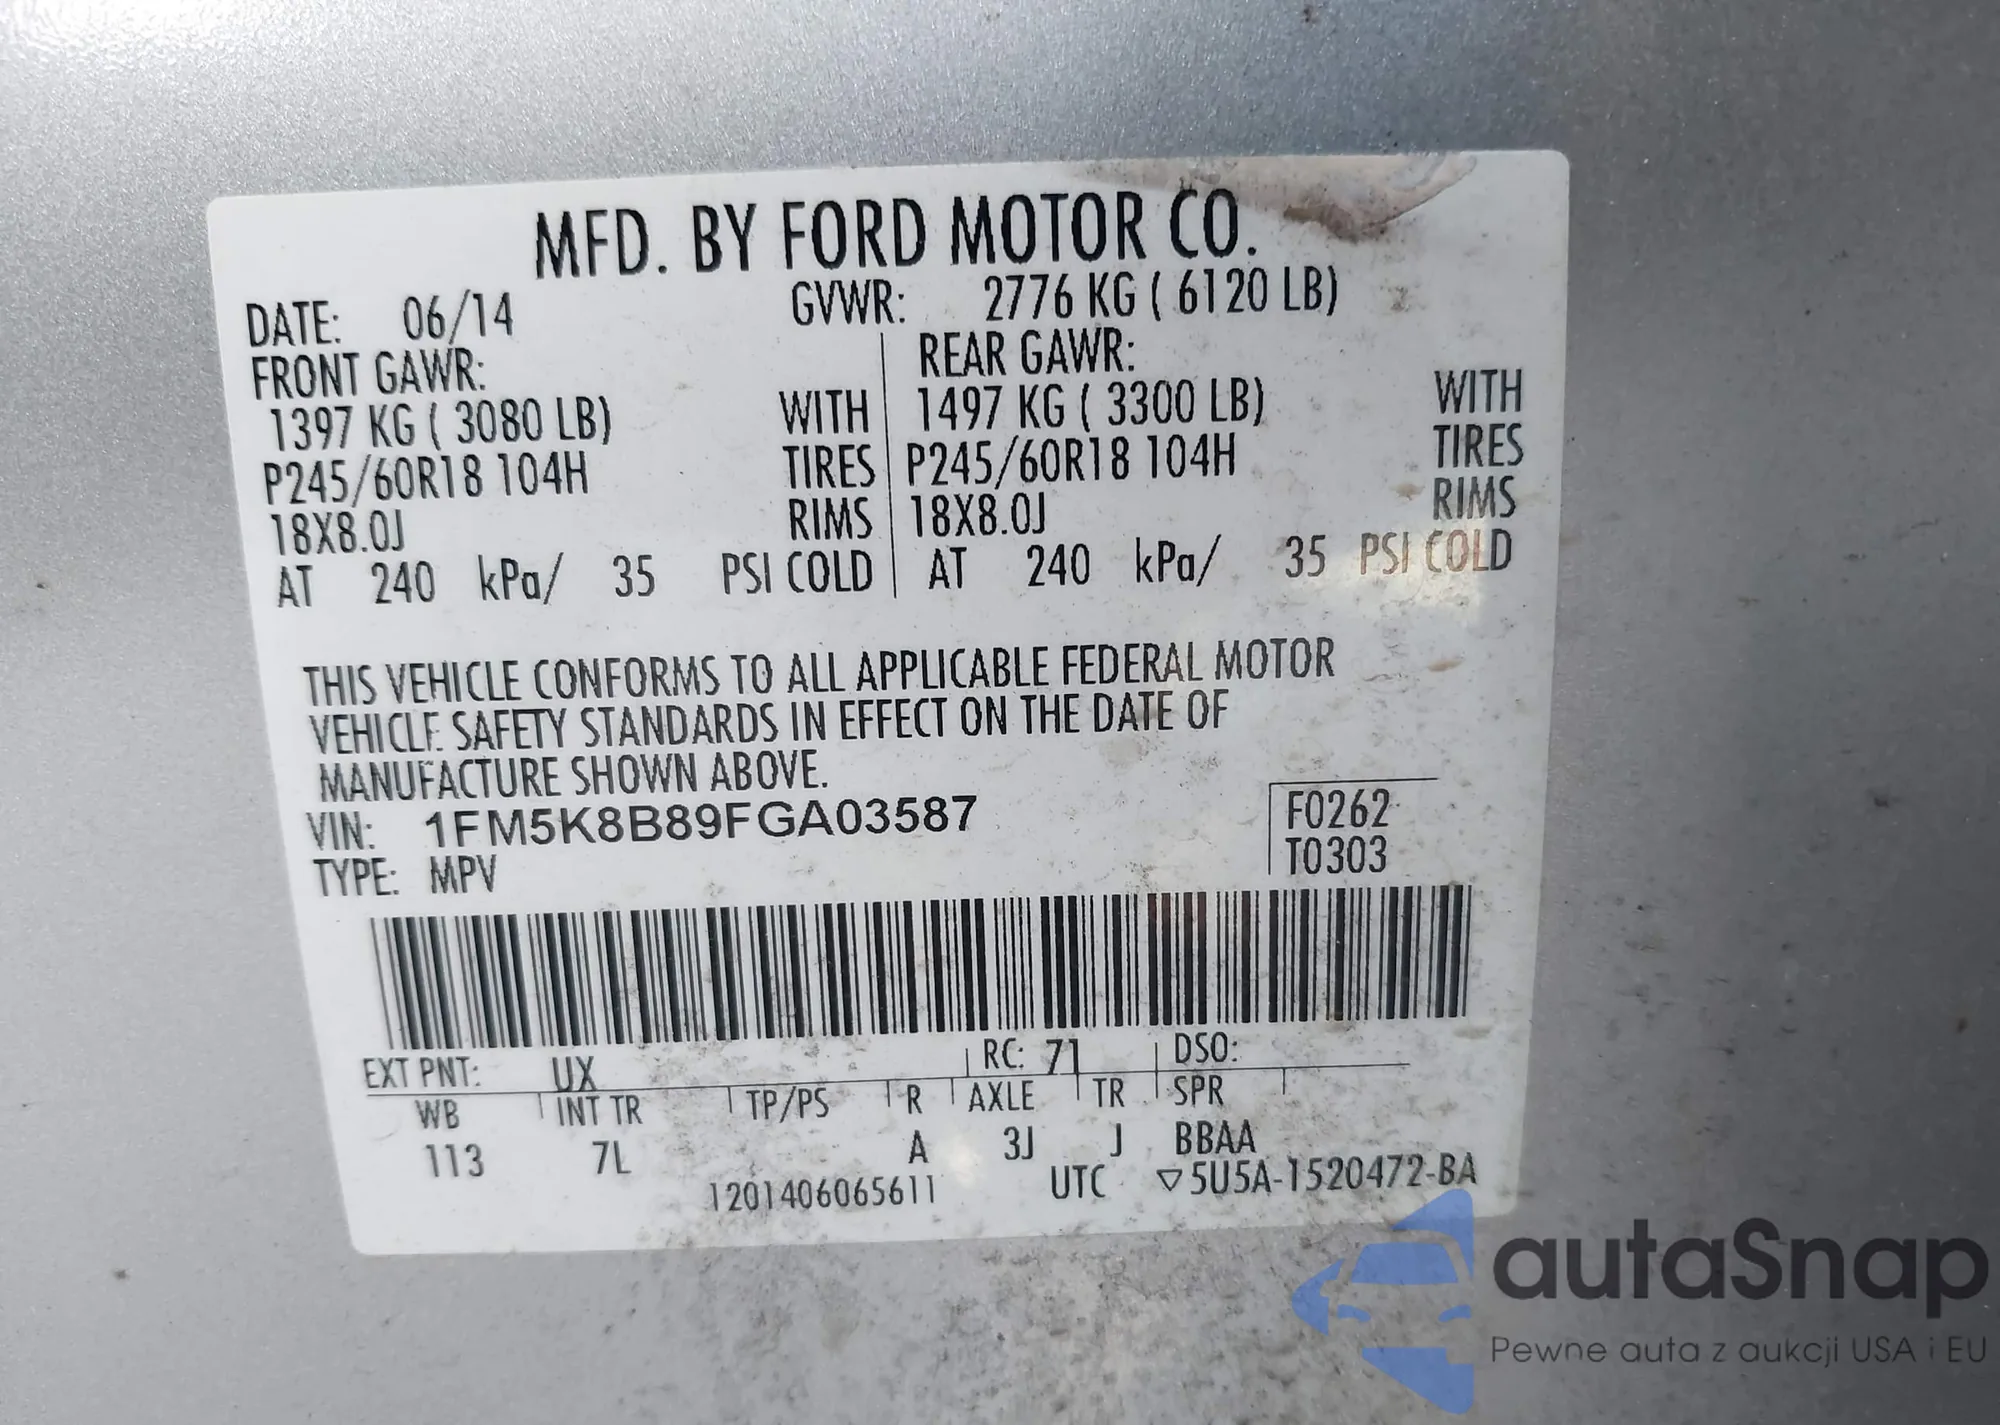 MFD. BY FORD MOTOR CO.
DATE: 06/14 GVWR: 2776 KG ( 6120 LB)
FRONT GAWR: REAR GAWR:
1397 KG ( 3080 LB) WITH 1497 KG ( 3300 LB) WITH
P245/60R18 104H TIRES P245/60R18 104H TIRES
18X8.0J RIMS 18X8.0J RIMS
AT 240 kPa/ 35 PSI COLD AT 240 kPa/ 35 PSI COLD
THIS VEHICLE CONFORMS TO ALL APPLICABLE FEDERAL MOTOR
VEHICLE SAFETY STANDARDS IN EFFECT ON THE DATE OF
MANUFACTURE SHOWN ABOVE.
VIN: 1FM5K8B89FGA03587 F0262
TYPE: MPV T0303
EXT PNT: UX RC: 71 DSO:
WB INT TR TP/PS R AXLE TR SPR
113 7L A 3J J BBAA
1201406065611 UTC ▽5U5A-1520472-BA
autaSnap
Pewne auta z aukcji USA i EU